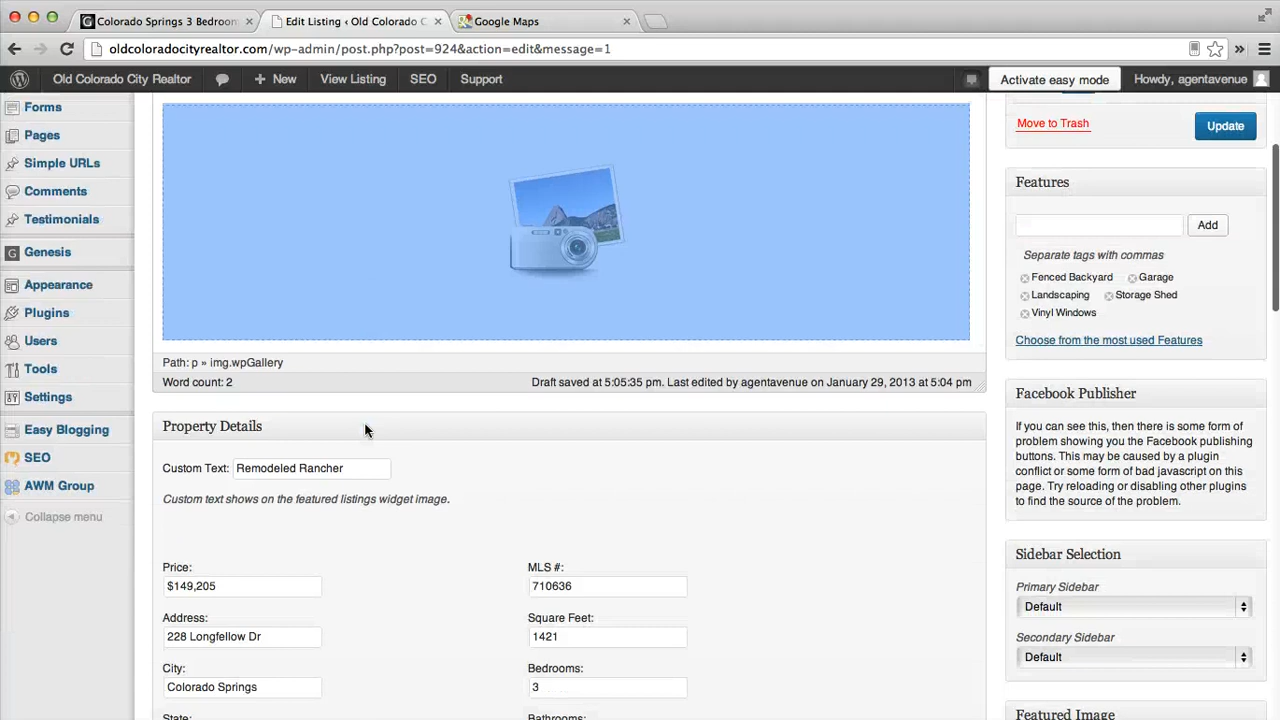 Colorado Springs 3 Bedroon
Edit Listing ‹ Old Colorado C
Google Maps
oldcoloradocityrealtor.com/wp-admin/post.php?post=924&action=edit&message=1
Old Colorado City Realtor
+ New
View Listing
SEO
Support
Activate easy mode
Howdy, agentavenue
Forms
Pages
Simple URLs
Comments
Testimonials
Genesis
Appearance
Plugins
Users
Tools
Settings
Easy Blogging
SEO
AWM Group
Collapse menu
Path: p » img.wpGallery
Word count: 2
Draft saved at 5:05:35 pm. Last edited by agentavenue on January 29, 2013 at 5:04 pm
Property Details
Custom Text: Remodeled Rancher
Custom text shows on the featured listings widget image.
Price:
$149,205
MLS #:
710636
Address:
228 Longfellow Dr
Square Feet:
1421
City:
Colorado Springs
Bedrooms:
3
State:
Bathrooms:
Move to Trash
Update
Features
Add
Separate tags with commas
Fenced Backyard Garage
Landscaping Storage Shed
Vinyl Windows
Choose from the most used Features
Facebook Publisher
If you can see this, then there is some form of
problem showing you the Facebook publishing
buttons. This may be caused by a plugin
conflict or some form of bad javascript on this
page. Try reloading or disabling other plugins
to find the source of the problem.
Sidebar Selection
Primary Sidebar
Default
Secondary Sidebar
Default
Featured Image